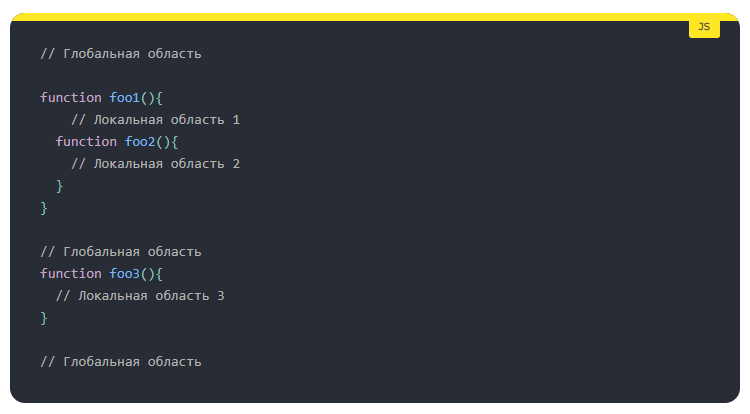 JS
// Глобальная область
function foo1(){
// Локальная область 1
function foo2(){
// Локальная область 2
}
}
// Глобальная область
function foo3(){
// Локальная область 3
}
// Глобальная область